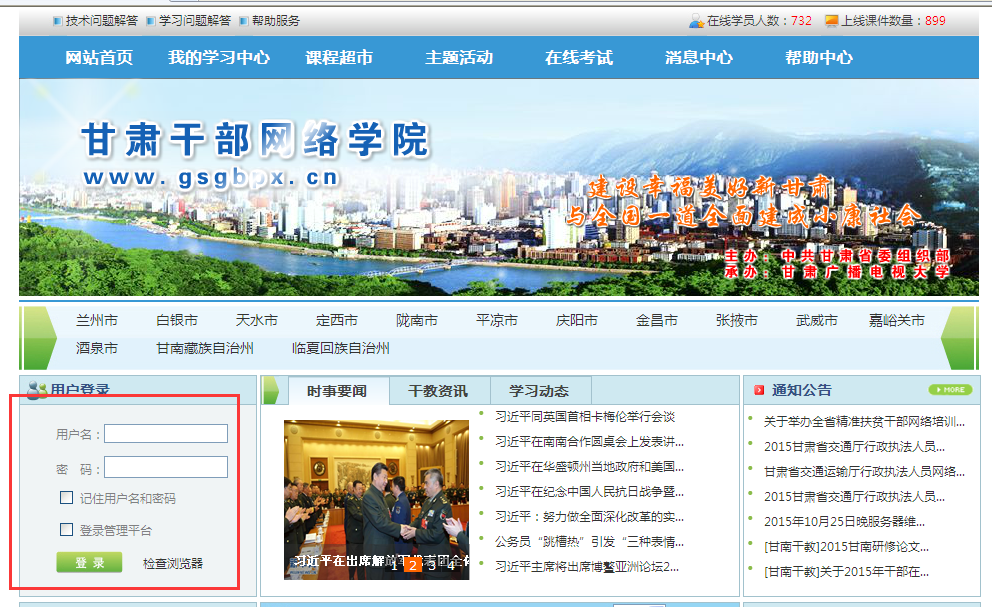 技术问题解答 学习问题解答 帮助服务 在线学员人数：732 上线课件数量：899
网站首页 我的学习中心 课程超市 主题活动 在线考试 消息中心 帮助中心
甘肃干部网络学院
www.gsgbpx.cn
建设幸福美好新甘肃
与全国一道全面建成小康社会
主办：中共甘肃省委组织部
承办：甘肃广播电视大学
兰州市 白银市 天水市 定西市 陇南市 平凉市 庆阳市 金昌市 张掖市 武威市 嘉峪关市
酒泉市 甘南藏族自治州 临夏回族自治州
用户登录
用户名：
密 码：
记住用户名和密码
登录管理平台
登 录 检查浏览器
时事要闻 干教资讯 学习动态
习近平在出席解放军代表团全体
1 2 3 4
习近平同英国首相卡梅伦举行会谈
习近平在南南合作圆桌会上发表讲...
习近平在华盛顿州当地政府和美国...
习近平在纪念中国人民抗日战争暨...
习近平：努力做全面深化改革的实...
公务员“跳槽热”引发“三种表情...
习近平主席将出席博鳌亚洲论坛2...
通知公告 MORE
关于举办全省精准扶贫干部网络培训...
2015甘肃省交通厅行政执法人员...
甘肃省交通运输厅行政执法人员网络...
2015甘肃省交通厅行政执法人员...
2015年10月25日晚服务器维...
[甘南干教]2015甘南研修论文...
[甘南干教]关于2015年干部在...